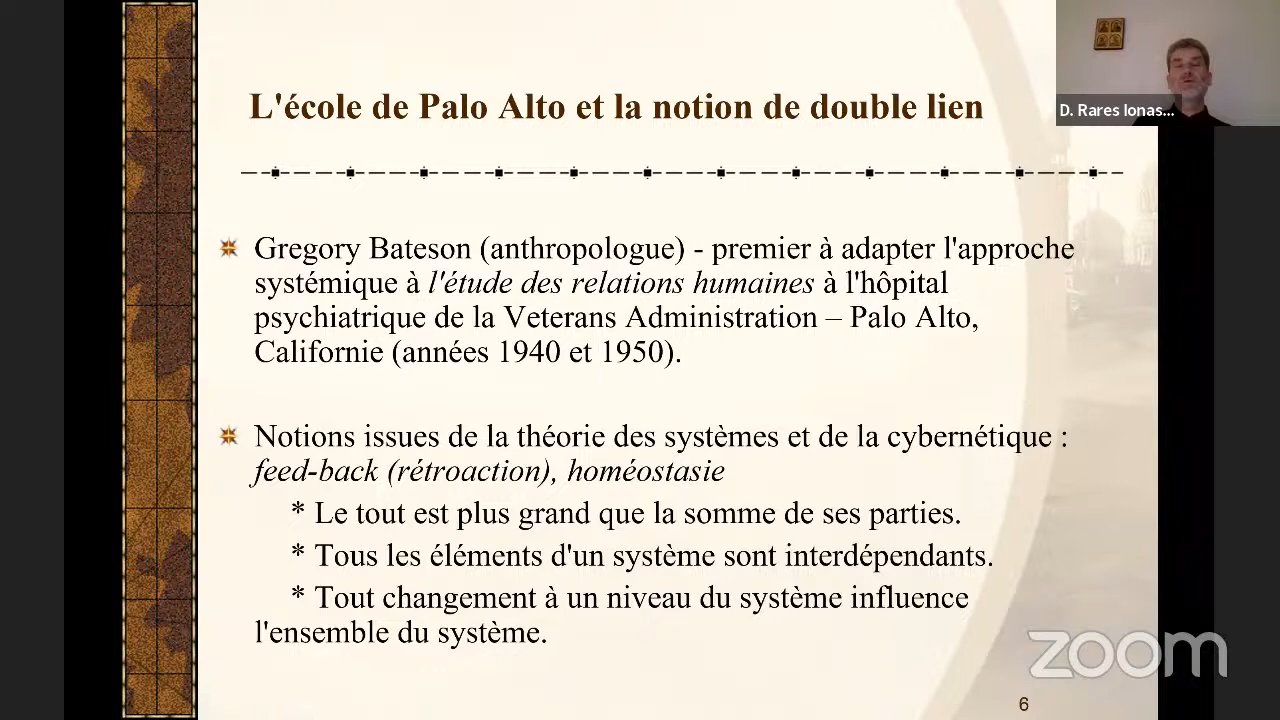 L'école de Palo Alto et la notion de double lien
D. Rares Ionas...
Gregory Bateson (anthropologue) - premier à adapter l'approche
systémique à l'étude des relations humaines à l'hôpital
psychiatrique de la Veterans Administration – Palo Alto,
Californie (années 1940 et 1950).
Notions issues de la théorie des systèmes et de la cybernétique :
feed-back (rétroaction), homéostasie
* Le tout est plus grand que la somme de ses parties.
* Tous les éléments d'un système sont interdépendants.
* Tout changement à un niveau du système influence
l'ensemble du système.
zoom
6